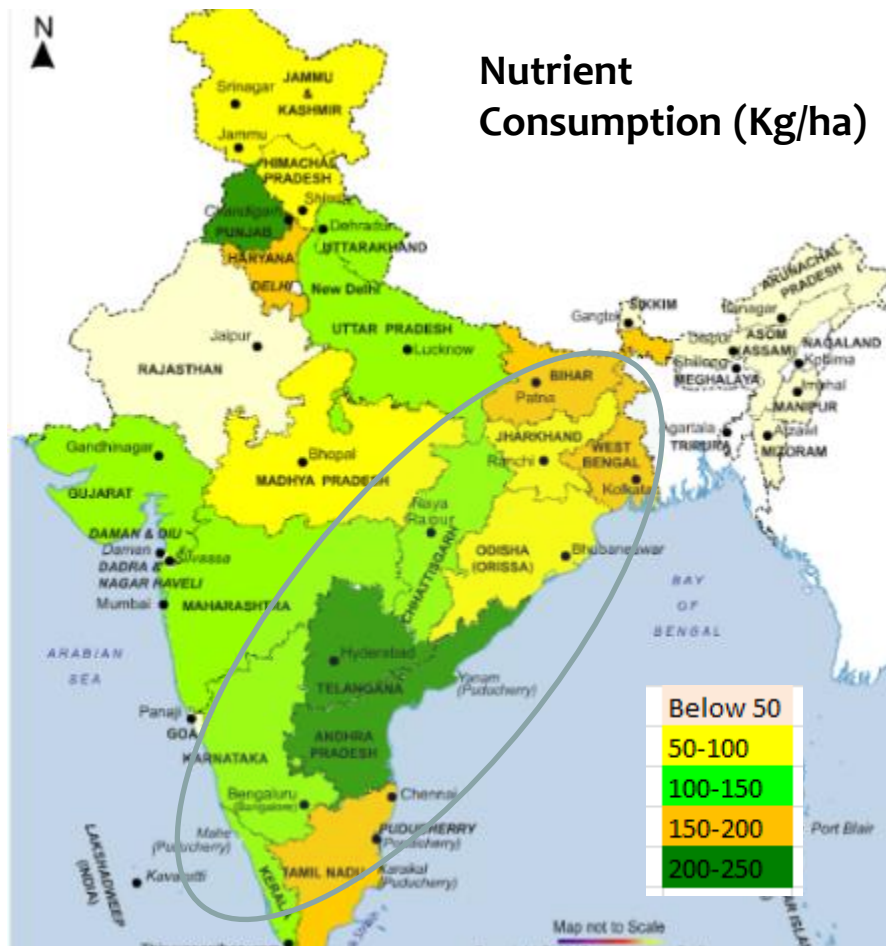 N
Nutrient
Consumption (Kg/ha)
JAMMU
&
KASHMIR
Srinagar
Jammu
HIMACHAL
PRADESH
Shimla
Chandigarh
PUNJAB
Dehradun
UTTARAKHAND
HARYANA
DELHI
New Delhi
ARUNACHAL
PRADESH
SIKKIM
Gangtok
Itanagar
UTTAR PRADESH
Lucknow
Jaipur
RAJASTHAN
Dispur
ASOM
(ASSAM)
NAGALAND
Kohima
Shillong
MEGHALAYA
Imphal
MANIPUR
BIHAR
Patna
Agartala
TRIPURA
Aizawl
MIZORAM
JHARKHAND
Ranchi
WEST
BENGAL
Kolkata
Gandhinagar
GUJARAT
Bhopal
MADHYA PRADESH
Naya
Raipur
CHHATTISGARH
ODISHA
(ORISSA)
Bhubaneswar
DAMAN & DIU
Daman
Silvassa
DADRA &
NAGAR HAVELI
Mumbai
MAHARASHTRA
BAY
OF
BENGAL
ARABIAN
SEA
Hyderabad
TELANGANA
Yanam
(Puducherry)
Panaji
GOA
KARNATAKA
ANDHRA
PRADESH
Below 50
50-100
100-150
150-200
200-250
Bengaluru
(Bangalore)
Chennai
Mahe
(Puducherry)
PUDUCHERRY
(Puducherry)
LAKSHADWEEP
(INDIA)
Kavaratti
TAMIL NADU
Karaikal
(Puducherry)
KERALA
Port Blair
Map not to Scale